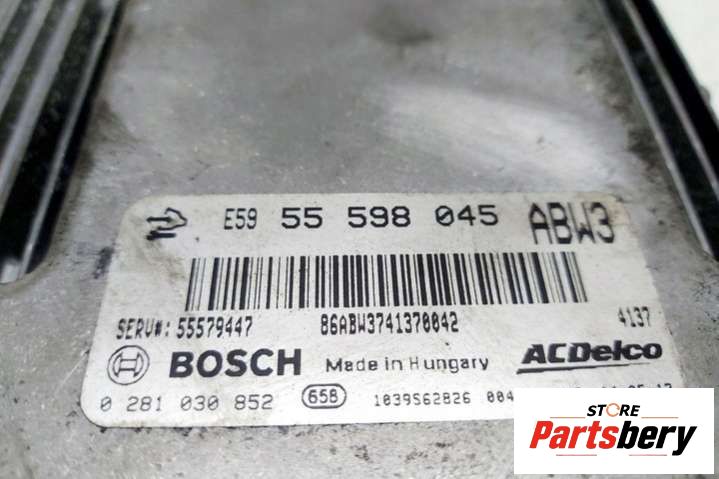 E59 55 598 045 ABW3
SERV#: 55579447 86ABW3741370042 4137
BOSCH Made in Hungary ACDelco
0 281 030 852 658 1039S62826 004
STORE
Partsbery